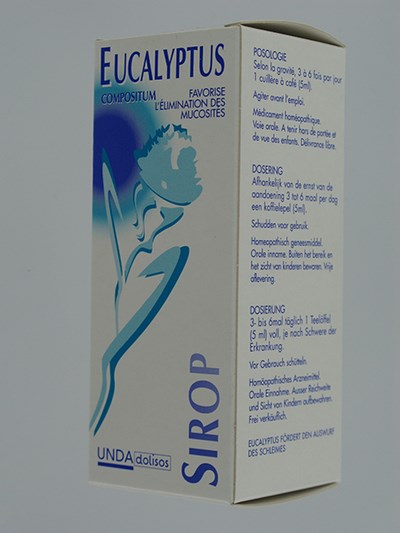 EUCALYPTUS
COMPOSITUM
FAVORISE
L'ÉLIMINATION DES
MUCOSITÉS
SIROP
UNDA dolisos
POSOLOGIE
Selon la gravité, 3 à 6 fois par jour
1 cuillère à café (5ml).
Agiter avant l'emploi.
Médicament homéopathique.
Voie orale. A tenir hors de portée et
de vue des enfants. Délivrance libre.
DOSERING
Afhankelijk van de ernst van de
aandoening 3 tot 6 maal per dag
een koffielepel (5ml).
Schudden voor gebruik.
Homeopathisch geneesmiddel.
Orale inname. Buiten het bereik en
het zicht van kinderen bewaren. Vrije
aflevering.
DOSIERUNG
3- bis 6mal täglich 1 Teelöffel
(5 ml) voll, je nach Schwere der
Erkrankung.
Vor Gebrauch schütteln.
Homöopathisches Arzneimittel.
Orale Einnahme. Ausser Reichweite
und Sicht von Kindern aufbewahren.
Frei verkäuflich.
EUCALYPTUS FÖRDERT DEN AUSWURF
DES SCHLEIMES